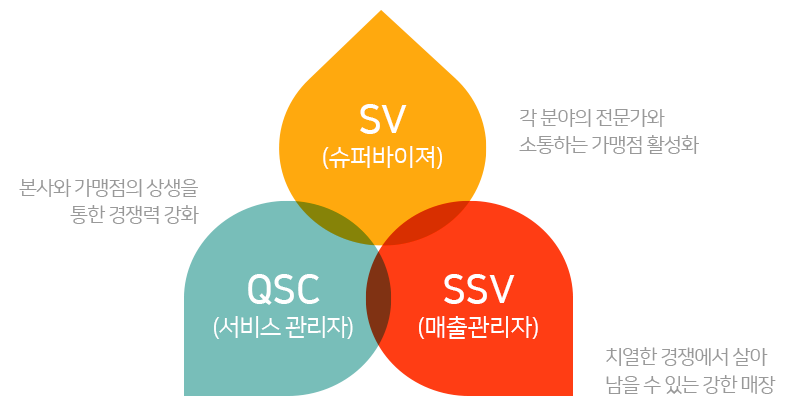 SV
(슈퍼바이져)
각 분야의 전문가와
소통하는 가맹점 활성화
본사와 가맹점의 상생을
통한 경쟁력 강화
QSC
(서비스 관리자)
SSV
(매출관리자)
치열한 경쟁에서 살아
남을 수 있는 강한 매장